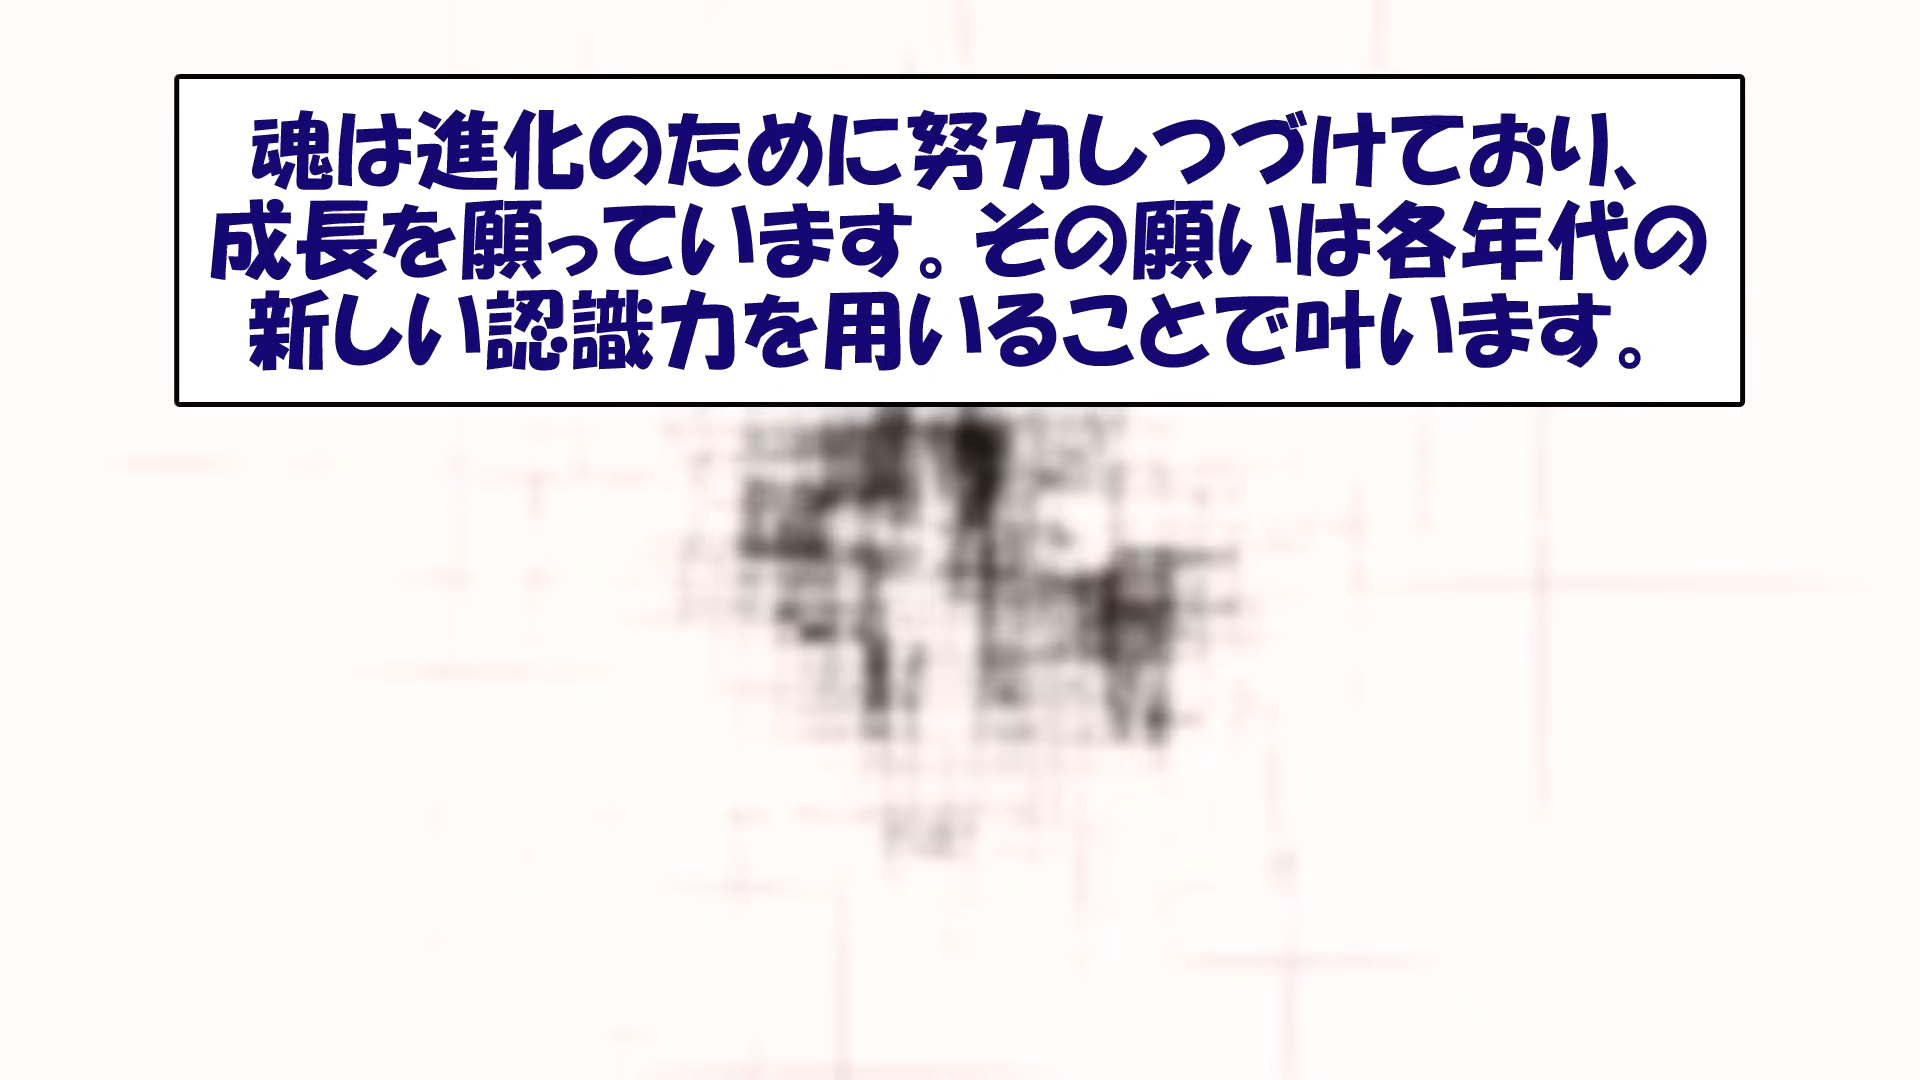 魂は進化のために努力しつづけており、
成長を願っています。その願いは各年代の
新しい認識力を用いることで叶います。